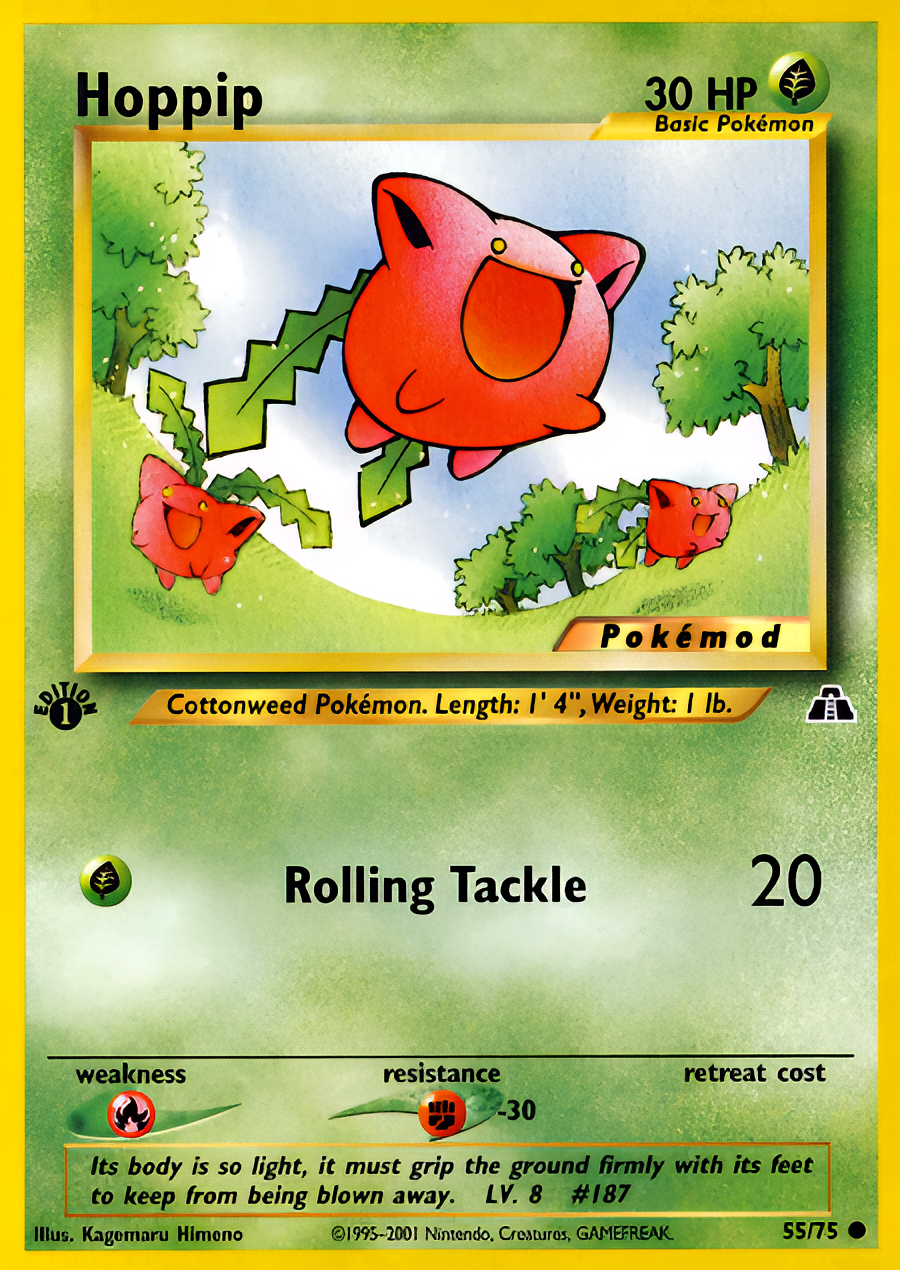 Hoppip
30 HP
Basic Pokémon
Pokémod
EDITION
1
Cottonweed Pokémon. Length: 1' 4", Weight: 1 lb.
Rolling Tackle 20
weakness resistance retreat cost
-30
Its body is so light, it must grip the ground firmly with its feet
to keep from being blown away. LV. 8 #187
Illus. Kagemaru Himeno ©1995-2001 Nintendo, Creatures, GAMEFREAK. 55/75